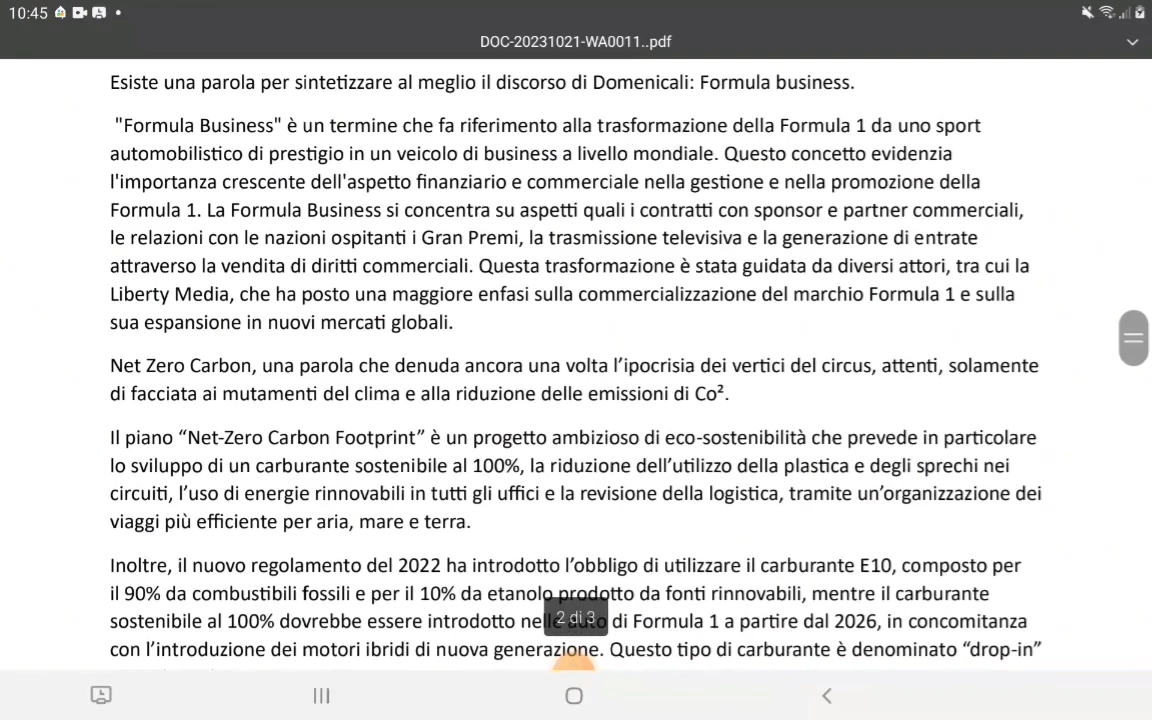 10:45
DOC-20231021-WA0011..pdf
Esiste una parola per sintetizzare al meglio il discorso di Domenicali: Formula business.
"Formula Business" è un termine che fa riferimento alla trasformazione della Formula 1 da uno sport
automobilistico di prestigio in un veicolo di business a livello mondiale. Questo concetto evidenzia
l'importanza crescente dell'aspetto finanziario e commerciale nella gestione e nella promozione della
Formula 1. La Formula Business si concentra su aspetti quali i contratti con sponsor e partner commerciali,
le relazioni con le nazioni ospitanti i Gran Premi, la trasmissione televisiva e la generazione di entrate
attraverso la vendita di diritti commerciali. Questa trasformazione è stata guidata da diversi attori, tra cui la
Liberty Media, che ha posto una maggiore enfasi sulla commercializzazione del marchio Formula 1 e sulla
sua espansione in nuovi mercati globali.
Net Zero Carbon, una parola che denuda ancora una volta l’ipocrisia dei vertici del circus, attenti, solamente
di facciata ai mutamenti del clima e alla riduzione delle emissioni di Co².
Il piano “Net-Zero Carbon Footprint” è un progetto ambizioso di eco-sostenibilità che prevede in particolare
lo sviluppo di un carburante sostenibile al 100%, la riduzione dell’utilizzo della plastica e degli sprechi nei
circuiti, l’uso di energie rinnovabili in tutti gli uffici e la revisione della logistica, tramite un’organizzazione dei
viaggi più efficiente per aria, mare e terra.
Inoltre, il nuovo regolamento del 2022 ha introdotto l’obbligo di utilizzare il carburante E10, composto per
il 90% da combustibili fossili e per il 10% da etanolo prodotto da fonti rinnovabili, mentre il carburante
sostenibile al 100% dovrebbe essere introdotto nelle auto di Formula 1 a partire dal 2026, in concomitanza
2 di 3
con l’introduzione dei motori ibridi di nuova generazione. Questo tipo di carburante è denominato “drop-in”